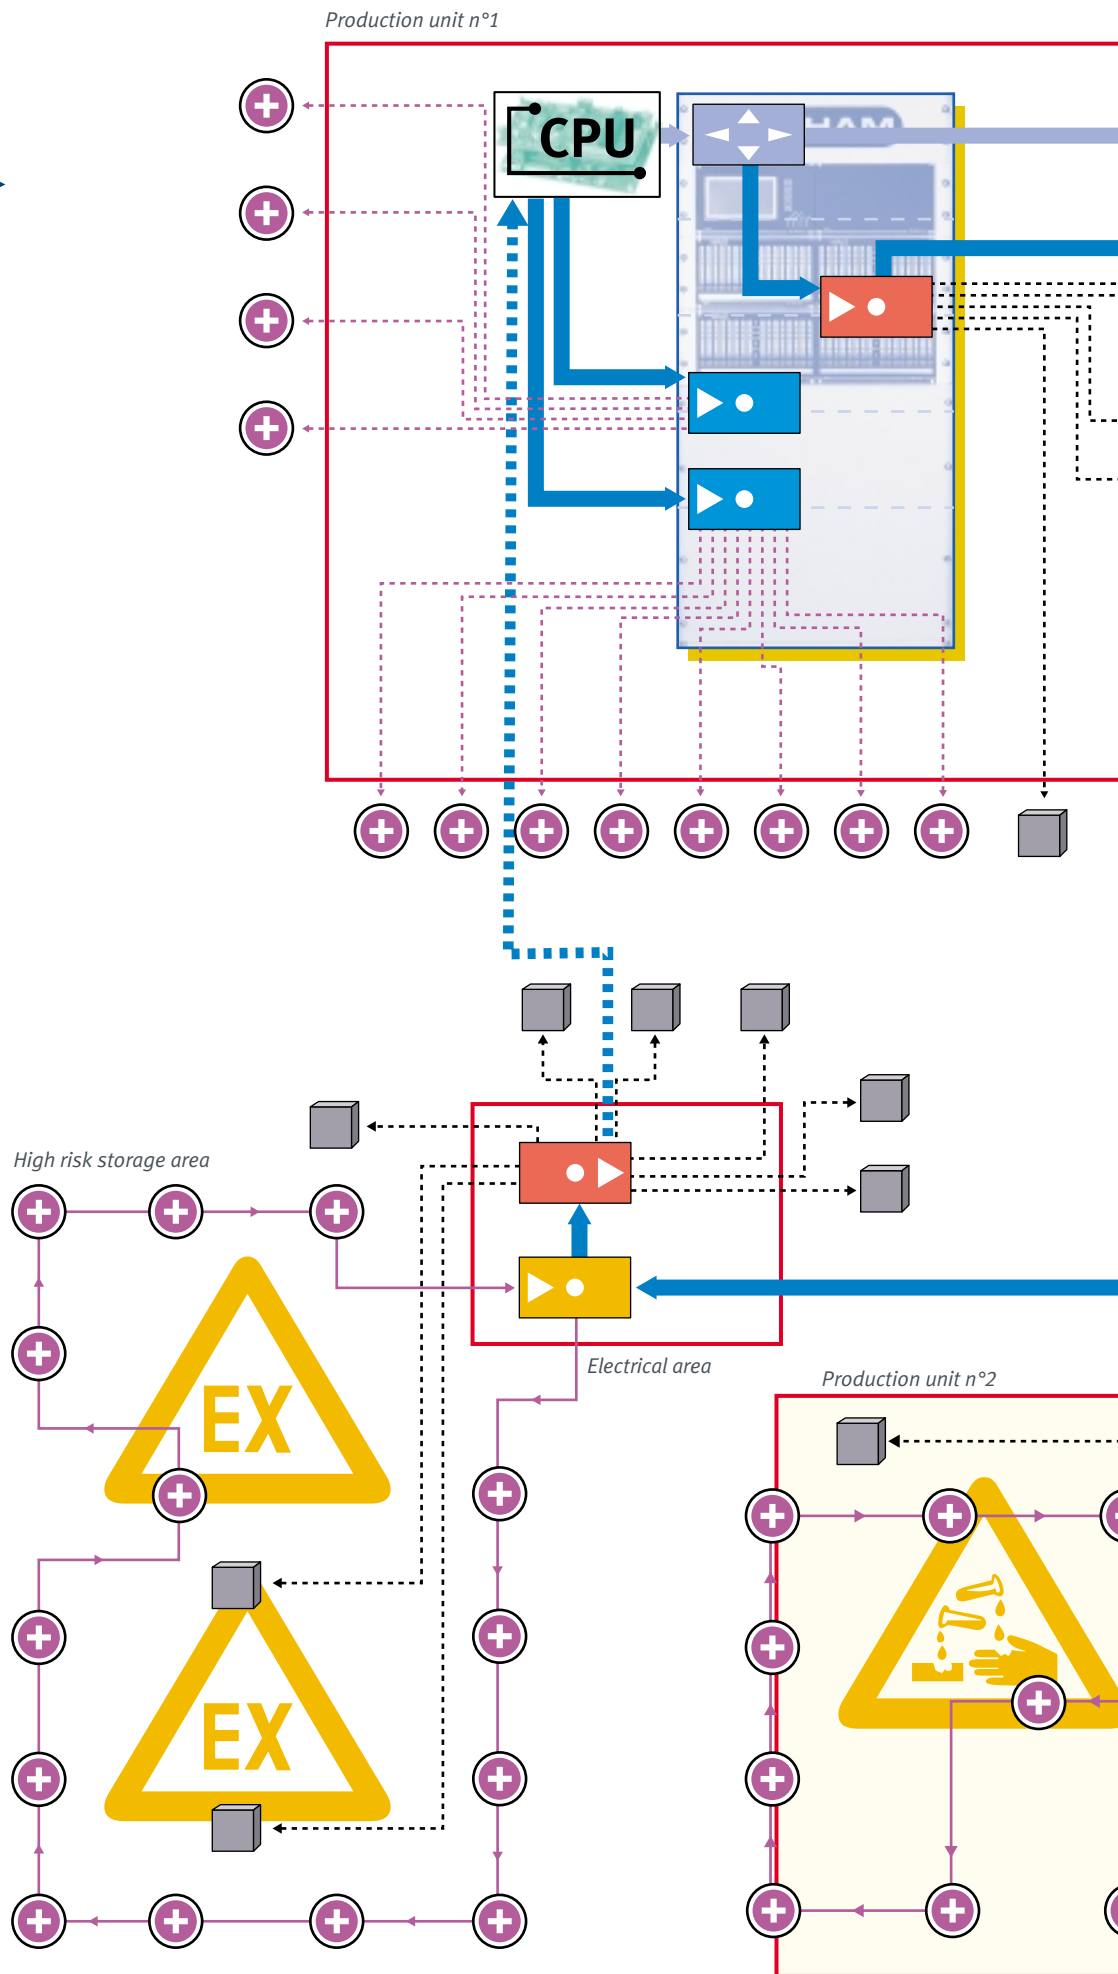 Production unit n°1
CPU
High risk storage area
EX
Electrical area
Production unit n°2
EX